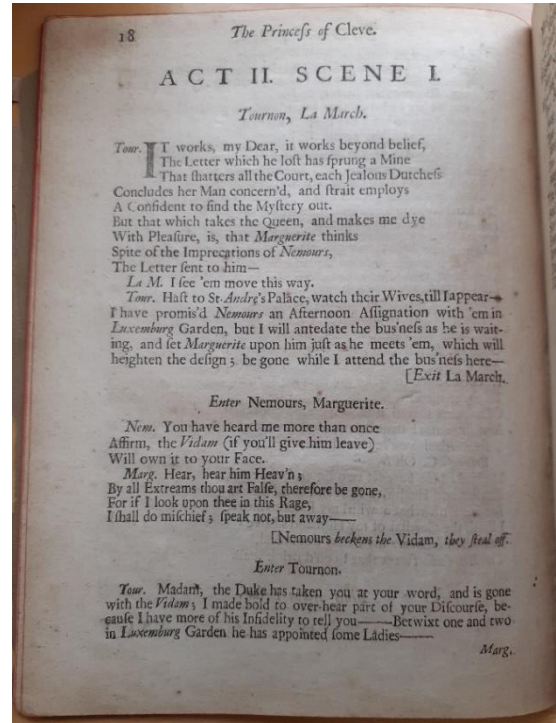 18 The Princeſs of Cleve.
ACT II. SCENE I.
Tournon, La March.
Tour. IT works, my Dear, it works beyond belief,
The Letter which he loſt has ſprung a Mine
That ſhatters all the Court, each Jealous Dutcheſs
Concludes her Man concern'd, and ſtrait employs
A Confident to find the Myſtery out.
But that which takes the Queen, and makes me dye
With Pleaſure, is, that Marguerite thinks
Spite of the Imprecations of Nemours,
The Letter ſent to him—
La M. I ſee 'em move this way.
Tour. Haſt to St. Andrè's Palace, watch their Wives, till I appear—
I have promis'd Nemours an Afternoon Aſſignation with 'em in
Luxemburg Garden, but I will antedate the bus'neſs as he is wait-
ing, and ſet Marguerite upon him juſt as he meets 'em, which will
heighten the deſign; be gone while I attend the bus'neſs here—
[Exit La March.
Enter Nemours, Marguerite.
Nem. You have heard me more than once
Affirm, the Vidam (if you'll give him leave)
Will own it to your Face.
Marg. Hear, hear him Heav'n;
By all Extreams thou art Falſe, therefore be gone,
For if I look upon thee in this Rage,
I ſhall do miſchief; ſpeak not, but away——
[Nemours beckens the Vidam, they ſteal off.
Enter Tournon.
Tour. Madam, the Duke has taken you at your word, and is gone
with the Vidam; I made bold to over-hear part of your Diſcourſe, be-
cauſe I have more of his Infidelity to tell you——Betwixt one and two
in Luxemburg Garden he has appointed ſome Ladies——
Marg.